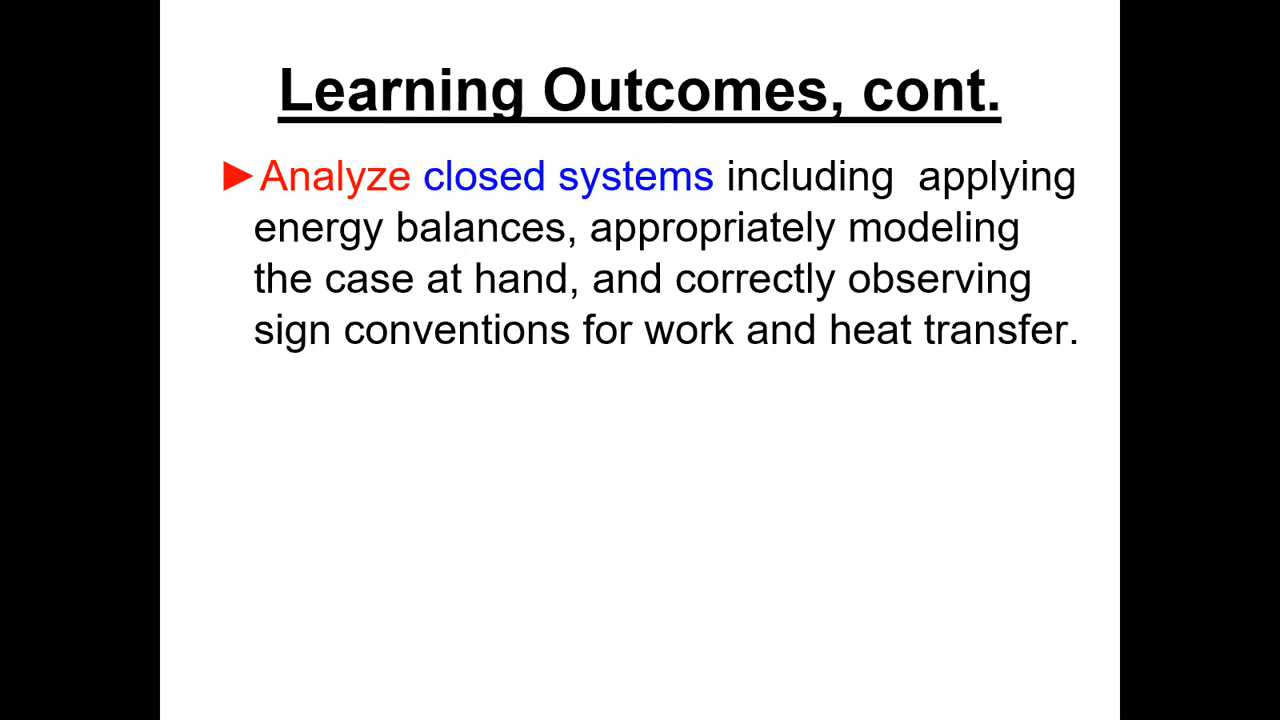 Learning Outcomes, cont.
►Analyze closed systems including  applying
energy balances, appropriately modeling
the case at hand, and correctly observing
sign conventions for work and heat transfer.